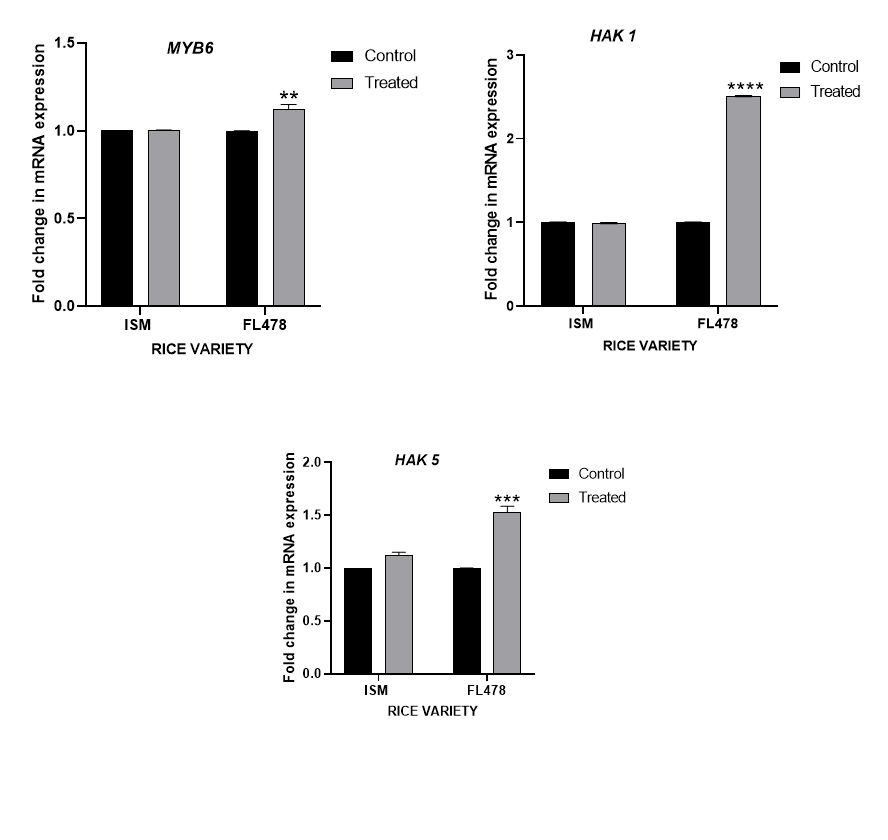 MYB6
Fold change in mRNA expression
1.5
1.0
0.5
0.0
**
Control
Treated
ISM
FL478
RICE VARIETY
HAK 1
Fold change in mRNA expression
3
2
1
0
****
Control
Treated
ISM
FL478
RICE VARIETY
HAK 5
Fold change in mRNA expression
2.0
1.5
1.0
0.5
0.0
***
Control
Treated
ISM
FL478
RICE VARIETY